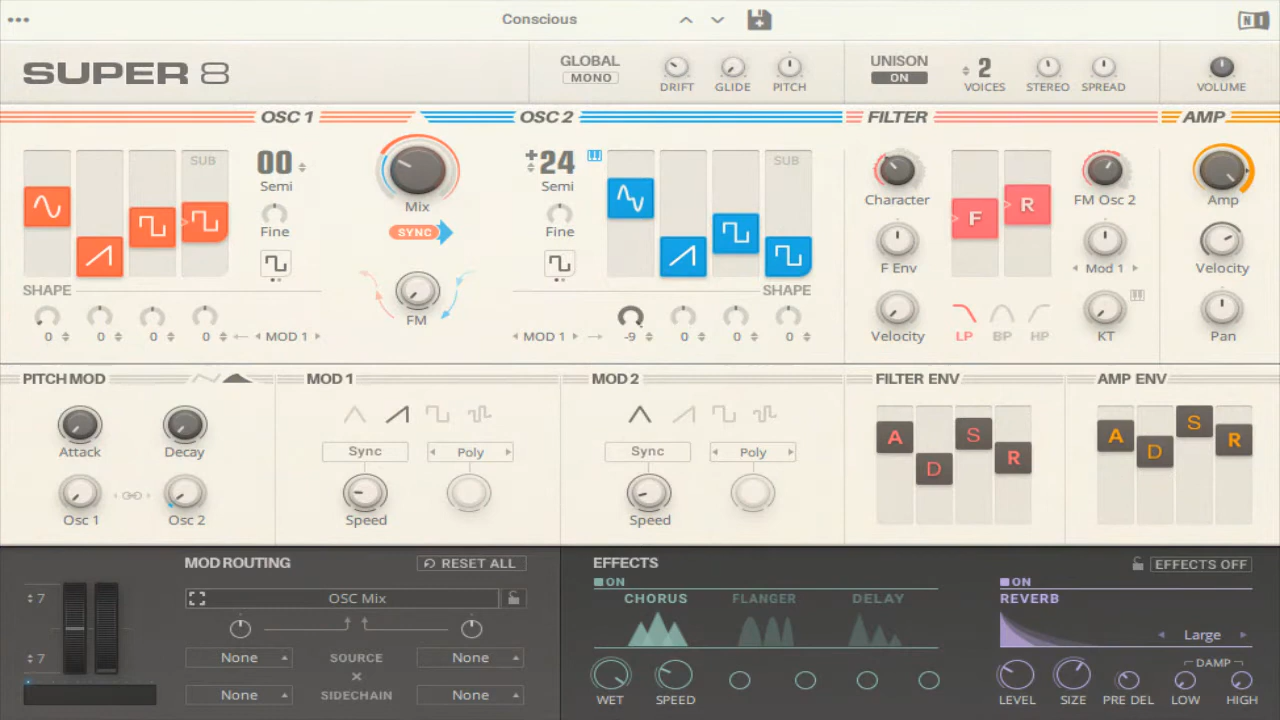 Conscious
NI
SUPER 8
GLOBAL
MONO
DRIFT GLIDE PITCH
UNISON
ON
2
VOICES STEREO SPREAD
VOLUME
OSC 1 OSC 2 FILTER AMP
SUB
00
Semi
Fine
Mix
SYNC
FM
+24
Semi
Fine
SUB
Character
F R
FM Osc 2
Amp
F Env
Mod 1
Velocity
Velocity
LP BP HP
KT
Pan
SHAPE
0 0 0 0 MOD 1
SHAPE
MOD 1 -9 0 0 0
PITCH MOD MOD 1 MOD 2 FILTER ENV AMP ENV
Attack Decay
Osc 1 Osc 2
Sync Poly
Speed
Sync Poly
Speed
A D S R
A D S R
7
7
MOD ROUTING RESET ALL
OSC Mix
None SOURCE None
×
None SIDECHAIN None
EFFECTS EFFECTS OFF
ON
CHORUS FLANGER DELAY
WET SPEED
ON
REVERB
Large
DAMP
LEVEL SIZE PRE DEL LOW HIGH